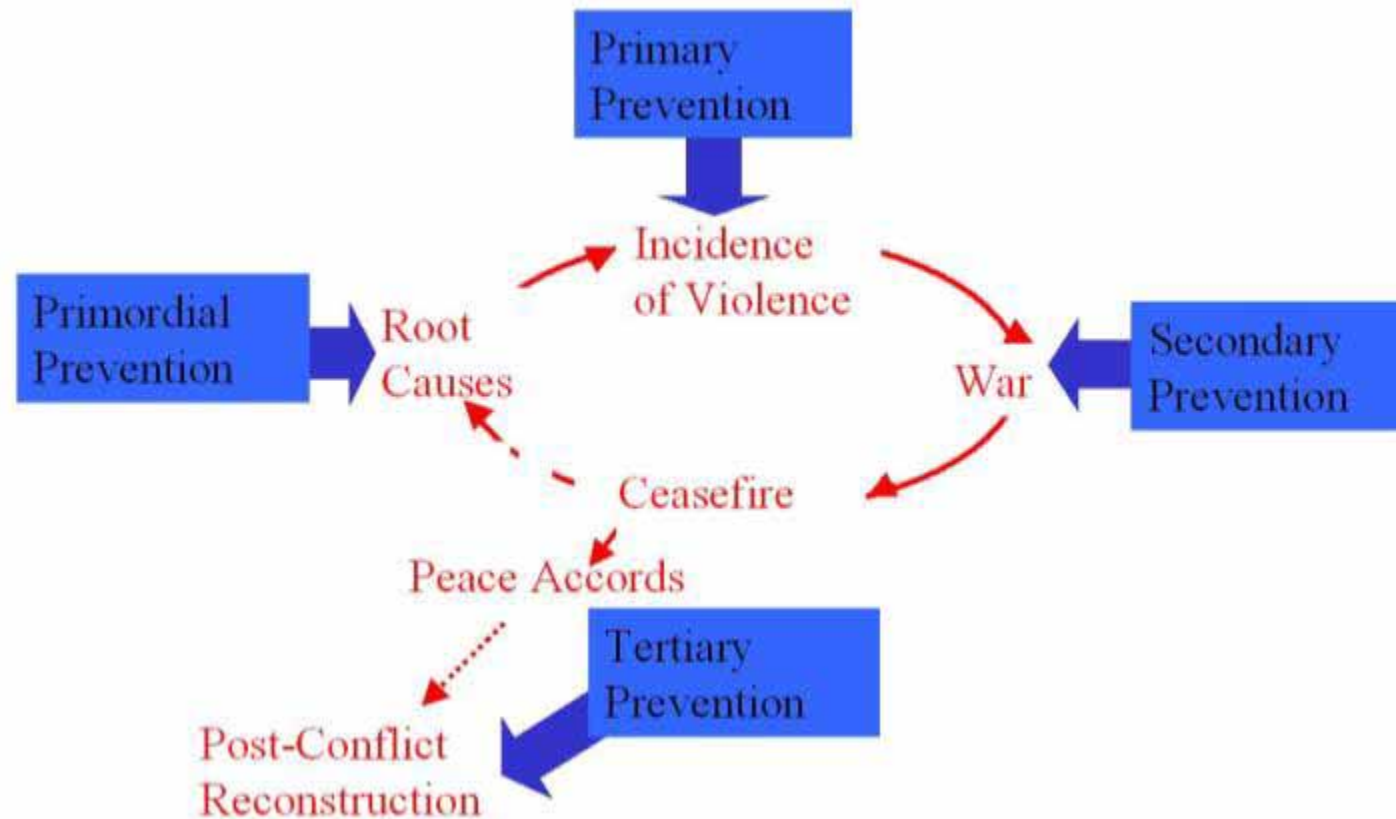 Primary
Prevention
Incidence
of Violence
Primordial
Prevention
Root
Causes
War
Secondary
Prevention
Ceasefire
Peace Accords
Tertiary
Prevention
Post-Conflict
Reconstruction